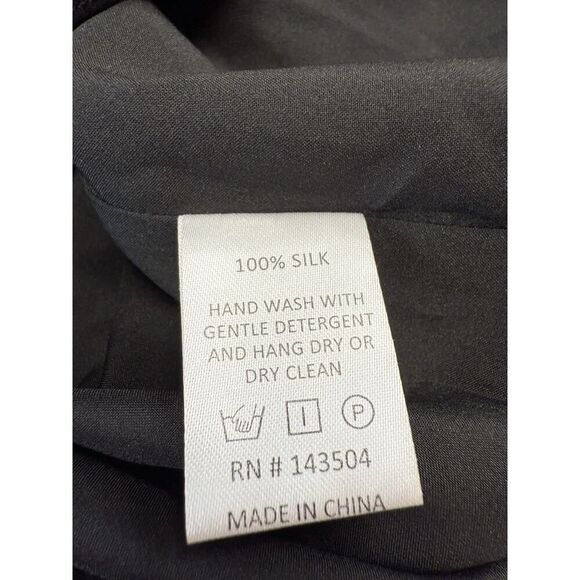 100% SILK
HAND WASH WITH
GENTLE DETERGENT
AND HANG DRY OR
DRY CLEAN
P
RN # 143504
MADE IN CHINA